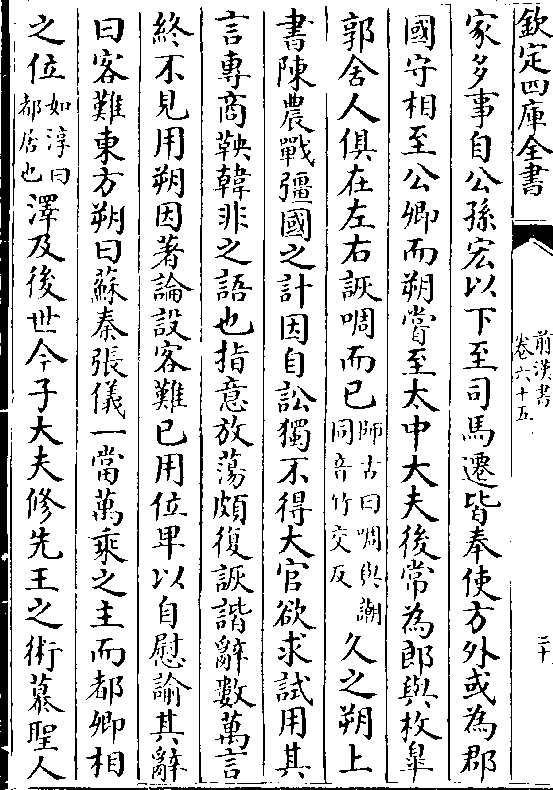 欽定四庫全書
前漢書
卷六十五
二十
家多事自公孫宏以下至司馬遷皆奉使方外或為郡
國守相至公卿而朔嘗至太中大夫後常為郎與枚臯
郭舍人俱在左右詼啁而已師古曰啁與謿同音竹交反久之朔上
書陳農戰彊國之計因自訟獨不得大官欲求試用其
言專商鞅韓非之語也指意放蕩頗復詼諧辭數萬言
終不見用朔因著論設客難已用位卑以自慰諭其辭
曰客難東方朔曰蘇秦張儀一當萬乘之主而都卿相
之位如淳曰都居也澤及後世今子大夫修先王之術慕聖人